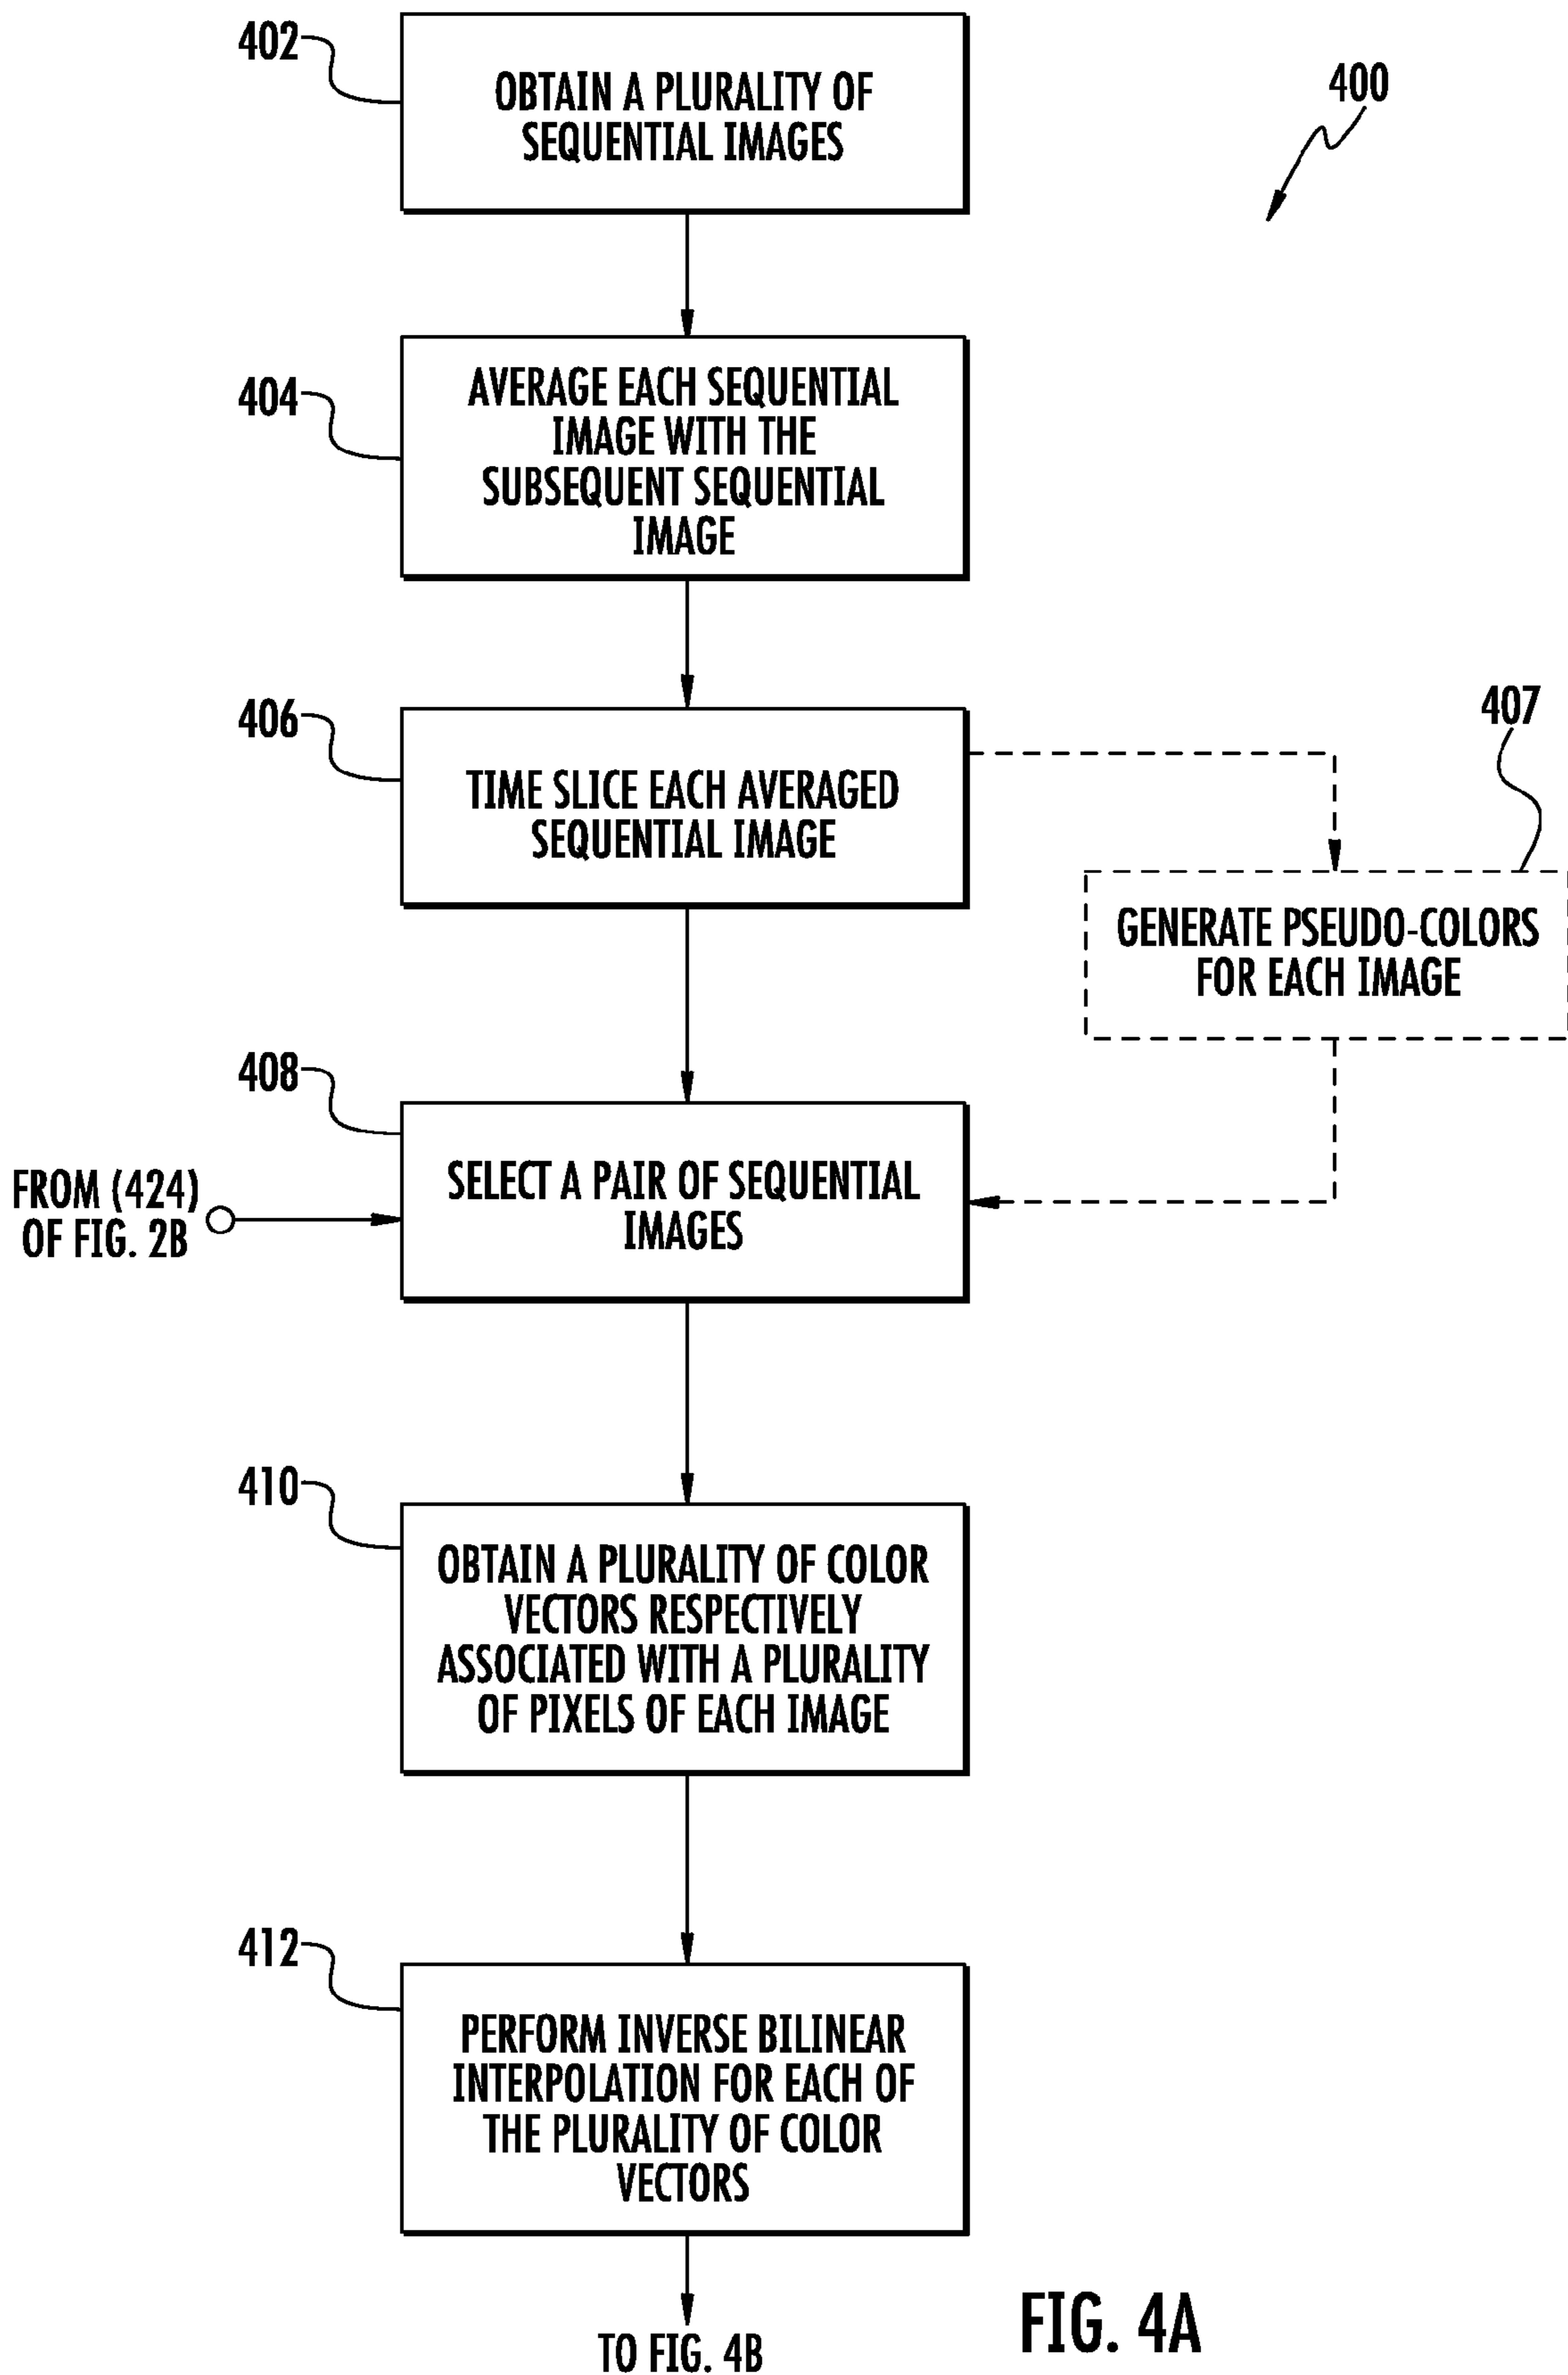 402
OBTAIN A PLURALITY OF
SEQUENTIAL IMAGES
400
404
AVERAGE EACH SEQUENTIAL
IMAGE WITH THE
SUBSEQUENT SEQUENTIAL
IMAGE
406
TIME SLICE EACH AVERAGED
SEQUENTIAL IMAGE
407
GENERATE PSEUDO-COLORS
FOR EACH IMAGE
408
SELECT A PAIR OF SEQUENTIAL
IMAGES
FROM (424)
OF FIG. 2B
410
OBTAIN A PLURALITY OF COLOR
VECTORS RESPECTIVELY
ASSOCIATED WITH A PLURALITY
OF PIXELS OF EACH IMAGE
412
PERFORM INVERSE BILINEAR
INTERPOLATION FOR EACH OF
THE PLURALITY OF COLOR
VECTORS
TO FIG. 4B
FIG. 4A